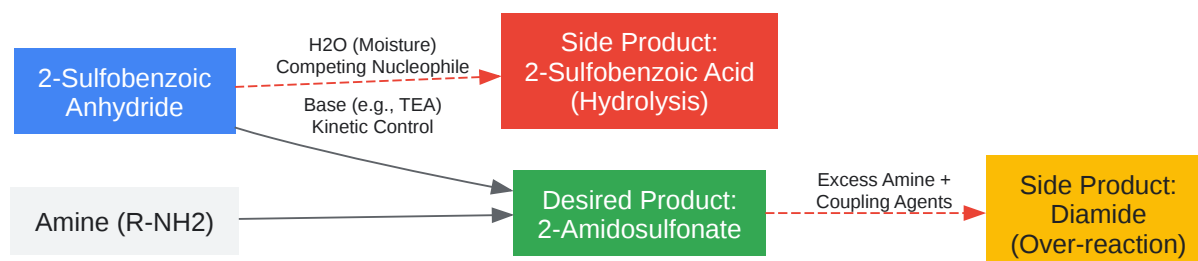 2-Sulfobenzoic
Anhydride
H2O (Moisture)
Competing Nucleophile
Side Product:
2-Sulfobenzoic Acid
(Hydrolysis)
Base (e.g., TEA)
Kinetic Control
Amine (R-NH2)
Desired Product:
2-Amidosulfonate
Excess Amine +
Coupling Agents
Side Product:
Diamide
(Over-reaction)